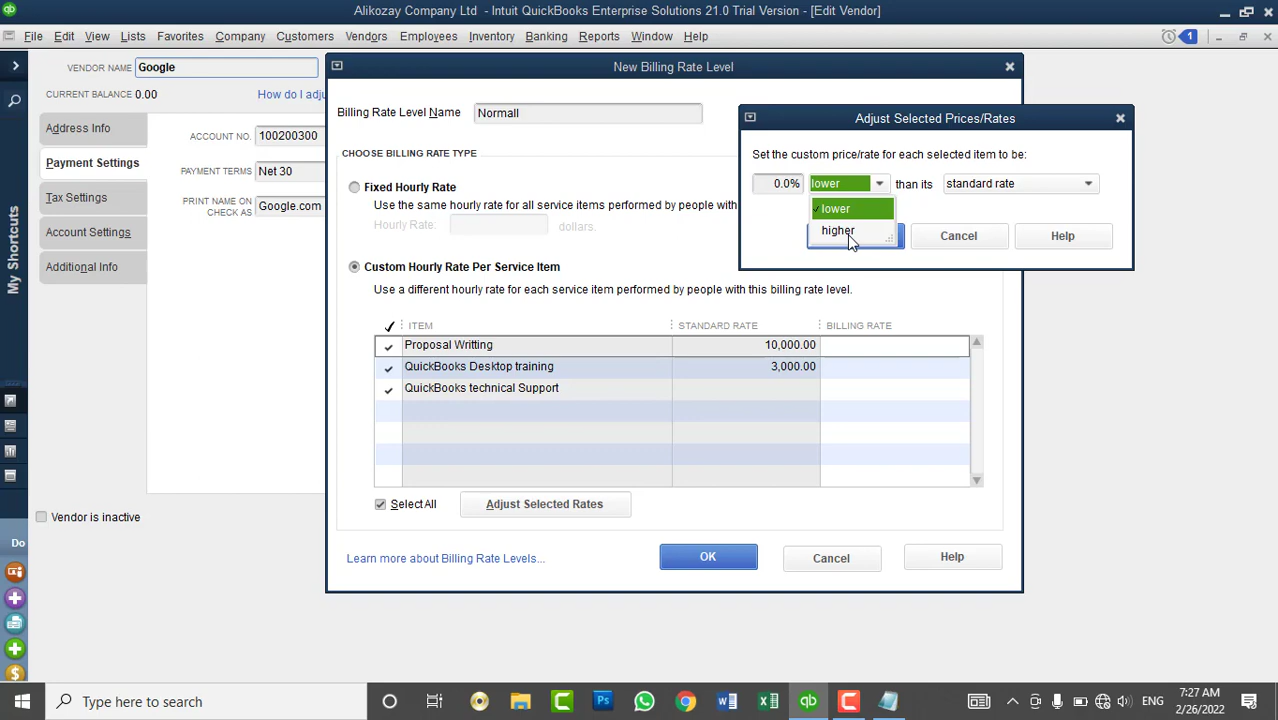 Alikozay Company Ltd - Intuit QuickBooks Enterprise Solutions 21.0 Trial Version - [Edit Vendor]
File Edit View Lists Favorites Company Customers Vendors Employees Inventory Banking Reports Window Help
1
VENDOR NAME Google
CURRENT BALANCE 0.00 How do I adju
Address Info
Payment Settings
Tax Settings
Account Settings
Additional Info
ACCOUNT NO. 100200300
PAYMENT TERMS Net 30
PRINT NAME ON CHECK AS Google.com
Vendor is inactive
My Shortcuts
Do
New Billing Rate Level
Billing Rate Level Name Normall
CHOOSE BILLING RATE TYPE
Fixed Hourly Rate
Use the same hourly rate for all service items performed by people with
Hourly Rate: dollars.
Custom Hourly Rate Per Service Item
Use a different hourly rate for each service item performed by people with this billing rate level.
ITEM STANDARD RATE BILLING RATE
Proposal Writting 10,000.00
QuickBooks Desktop training 3,000.00
QuickBooks technical Support
Select All Adjust Selected Rates
Learn more about Billing Rate Levels... OK Cancel Help
Adjust Selected Prices/Rates
Set the custom price/rate for each selected item to be:
0.0% lower than its standard rate
lower
higher
Cancel Help
Type here to search
ENG
7:27 AM
2/26/2022